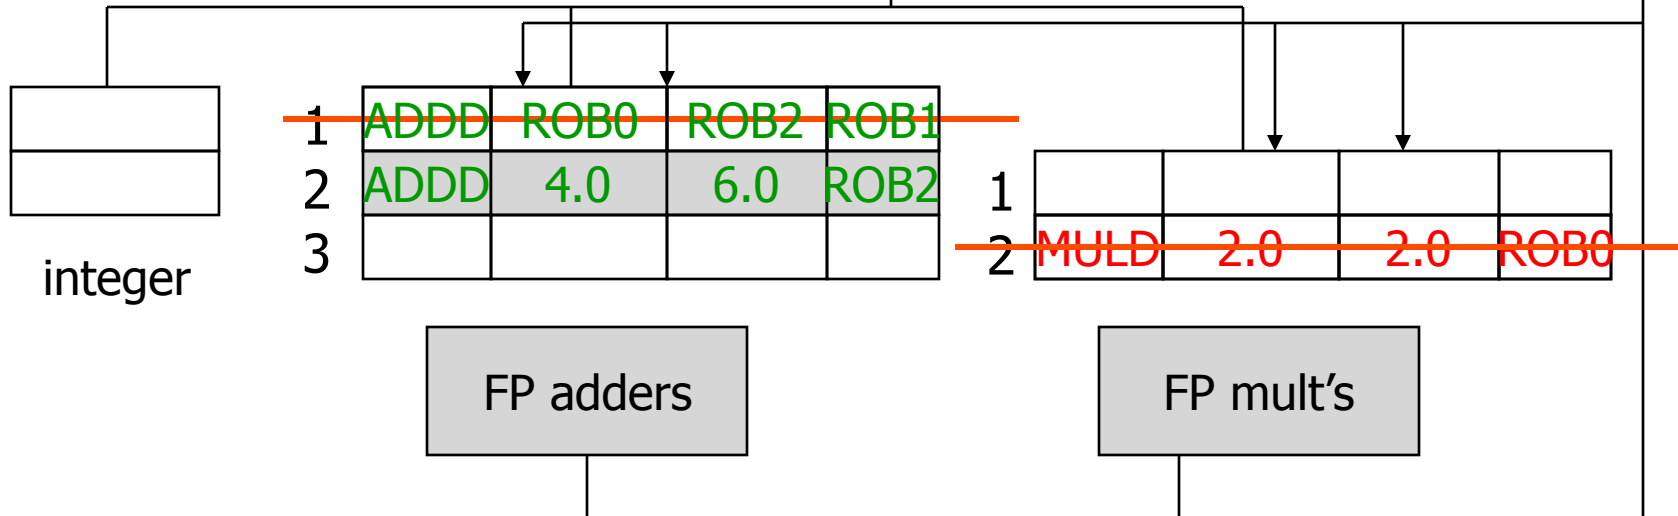 1 ADDD ROB0 ROB2 ROB1
2 ADDD 4.0 6.0 ROB2
3
1
2 MULD 2.0 2.0 ROB0
integer
FP adders
FP mult’s